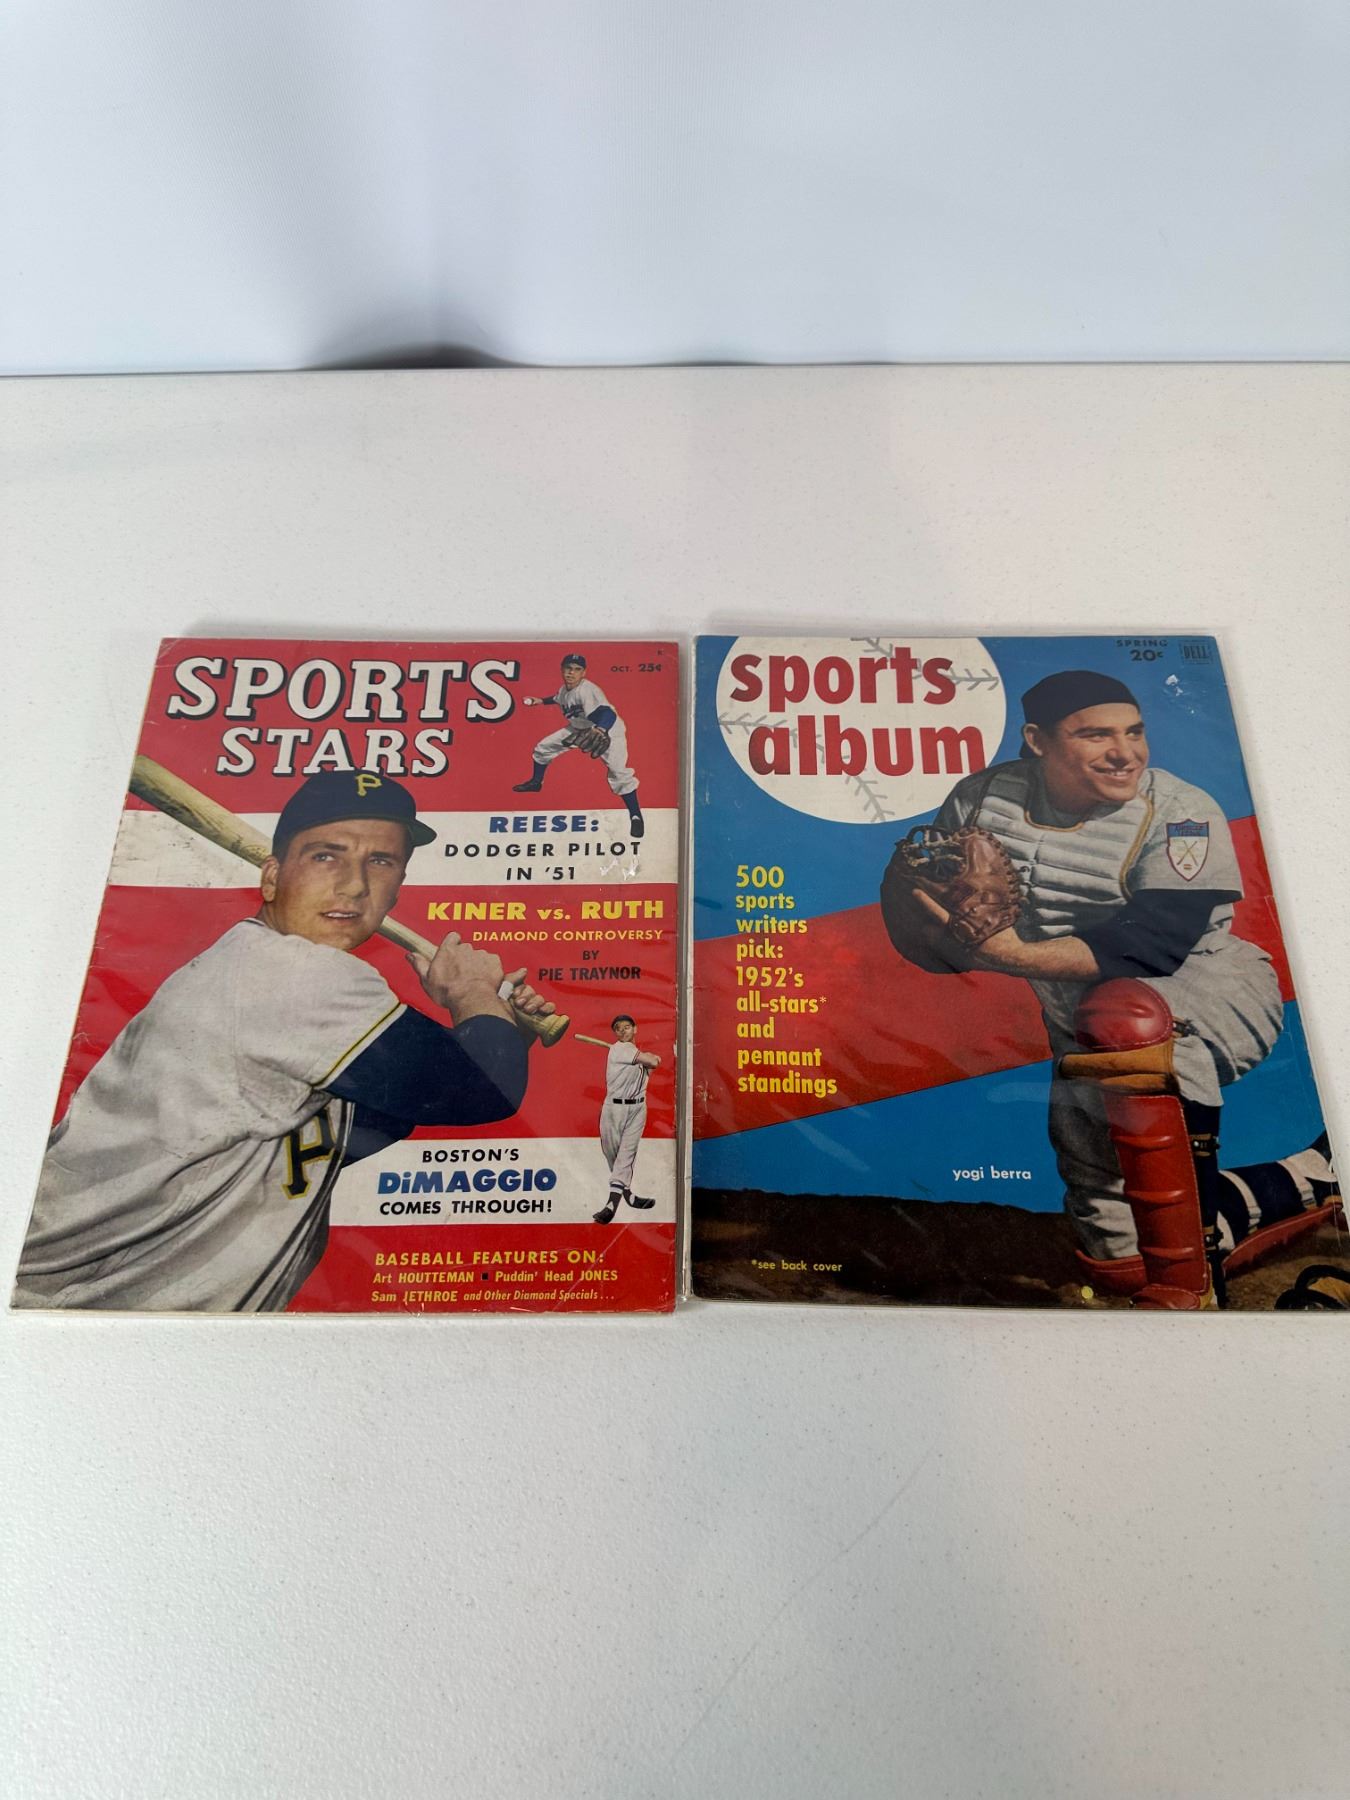 SPORTS
STARS
OCT. 25¢
P
REESE:
DODGER PILOT
IN '51
KINER vs. RUTH
DIAMOND CONTROVERSY
BY
PIE TRAYNOR
P
BOSTON'S
DiMAGGIO
COMES THROUGH!
BASEBALL FEATURES ON:
Art HOUTTEMAN ▪ Puddin' Head JONES
Sam JETHROE and Other Diamond Specials...
sports
album
SPRING
20¢
DELL
500
sports
writers
pick:
1952's
all-stars*
and
pennant
standings
yogi berra
*see back cover